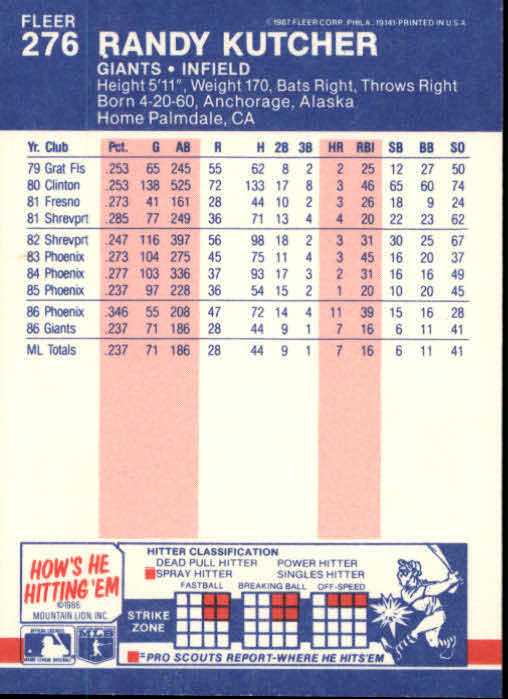 FLEER
276
© 1987 FLEER CORP. PHILA. 19141-PRINTED IN U.S.A.
RANDY KUTCHER
GIANTS • INFIELD
Height 5'11", Weight 170, Bats Right, Throws Right
Born 4-20-60, Anchorage, Alaska
Home Palmdale, CA
Yr. Club Pct. G AB R H 2B 3B HR RBI SB BB SO
79 Grat Fls .253 65 245 55 62 8 2 2 25 12 27 50
80 Clinton .253 138 525 72 133 17 8 3 46 65 60 74
81 Fresno .273 41 161 28 44 10 2 3 26 18 9 24
81 Shrevprt .285 77 249 36 71 13 4 4 20 22 23 62
82 Shrevprt .247 116 397 56 98 18 2 3 31 30 25 67
83 Phoenix .273 104 275 45 75 11 4 3 45 16 20 37
84 Phoenix .277 103 336 37 93 17 3 2 31 16 16 49
85 Phoenix .237 97 228 36 54 15 2 1 20 10 20 45
86 Phoenix .346 55 208 47 72 14 4 11 39 15 16 28
86 Giants .237 71 186 28 44 9 1 7 16 6 11 41
ML Totals .237 71 186 28 44 9 1 7 16 6 11 41
HOW'S HE
HITTING 'EM
©1986
MOUNTAIN LION, INC.
HITTER CLASSIFICATION
DEAD PULL HITTER POWER HITTER
SPRAY HITTER SINGLES HITTER
FASTBALL BREAKING BALL OFF-SPEED
STRIKE
ZONE
=PRO SCOUTS REPORT-WHERE HE HITS'EM
MLB